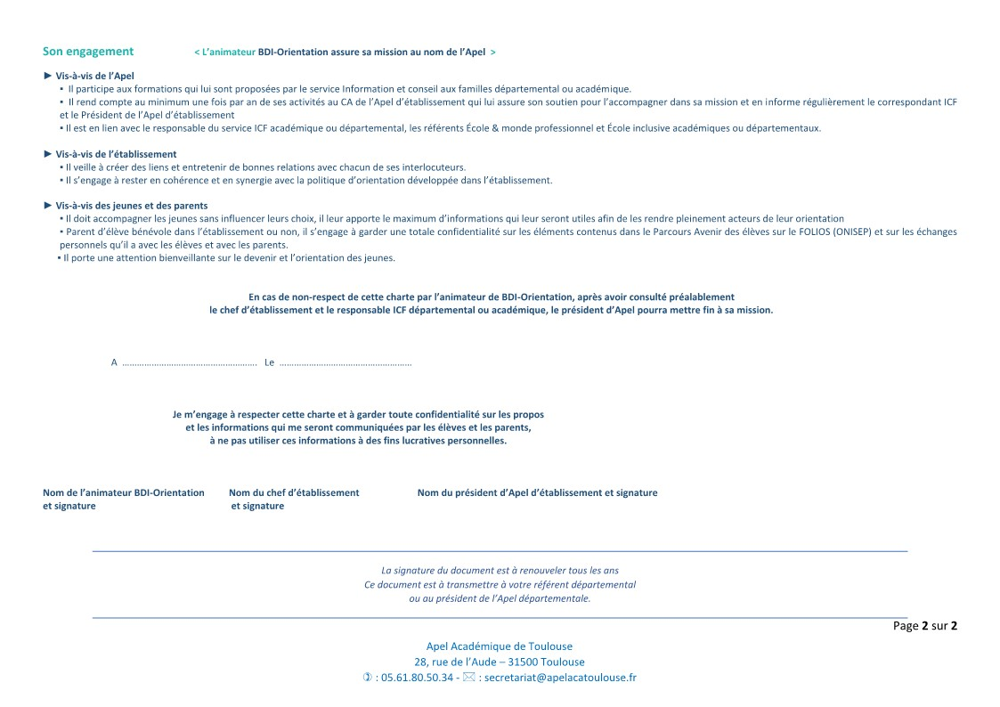 Son engagement < L’animateur BDI-Orientation assure sa mission au nom de l’Apel >
► Vis-à-vis de l’Apel
▪ Il participe aux formations qui lui sont proposées par le service Information et conseil aux familles départemental ou académique.
▪ Il rend compte au minimum une fois par an de ses activités au CA de l’Apel d’établissement qui lui assure son soutien pour l’accompagner dans sa mission et en informe régulièrement le correspondant ICF
et le Président de l’Apel d’établissement
▪ Il est en lien avec le responsable du service ICF académique ou départemental, les référents École & monde professionnel et École inclusive académiques ou départementaux.
► Vis-à-vis de l’établissement
▪ Il veille à créer des liens et entretenir de bonnes relations avec chacun de ses interlocuteurs.
▪ Il s’engage à rester en cohérence et en synergie avec la politique d’orientation développée dans l’établissement.
► Vis-à-vis des jeunes et des parents
▪ Il doit accompagner les jeunes sans influencer leurs choix, il leur apporte le maximum d’informations qui leur seront utiles afin de les rendre pleinement acteurs de leur orientation
▪ Parent d’élève bénévole dans l’établissement ou non, il s’engage à garder une totale confidentialité sur les éléments contenus dans le Parcours Avenir des élèves sur le FOLIOS (ONISEP) et sur les échanges
personnels qu’il a avec les élèves et avec les parents.
▪ Il porte une attention bienveillante sur le devenir et l’orientation des jeunes.
En cas de non-respect de cette charte par l’animateur de BDI-Orientation, après avoir consulté préalablement
le chef d’établissement et le responsable ICF départemental ou académique, le président d’Apel pourra mettre fin à sa mission.
A ……………………………………………… Le ………………………………………………
Je m’engage à respecter cette charte et à garder toute confidentialité sur les propos
et les informations qui me seront communiquées par les élèves et les parents,
à ne pas utiliser ces informations à des fins lucratives personnelles.
Nom de l’animateur BDI-Orientation Nom du chef d’établissement Nom du président d’Apel d’établissement et signature
et signature et signature
La signature du document est à renouveler tous les ans
Ce document est à transmettre à votre référent départemental
ou au président de l’Apel départementale.
Page 2 sur 2
Apel Académique de Toulouse
28, rue de l’Aude – 31500 Toulouse
✆ : 05.61.80.50.34 - ✉ : secretariat@apelacatoulouse.fr